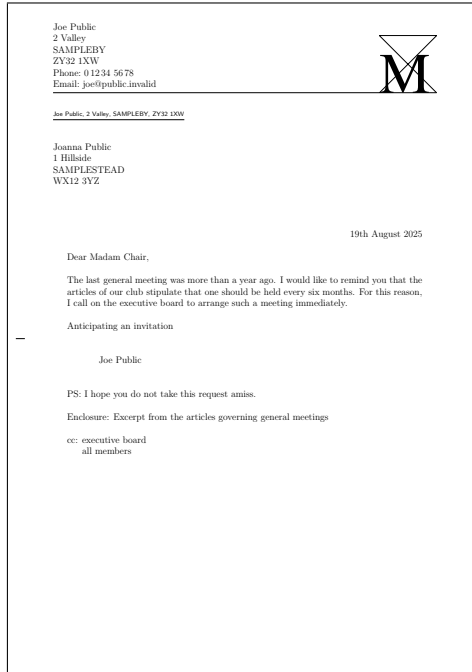 Joe Public
2 Valley
SAMPLEBY
ZY32 1XW
Phone: 0 12 34 56 78
Email: joe@public.invalid
M
Joe Public, 2 Valley, SAMPLEBY, ZY32 1XW
Joanna Public
1 Hillside
SAMPLESTEAD
WX12 3YZ
19th August 2025
Dear Madam Chair,
The last general meeting was more than a year ago. I would like to remind you that the
articles of our club stipulate that one should be held every six months. For this reason,
I call on the executive board to arrange such a meeting immediately.
Anticipating an invitation
Joe Public
PS: I hope you do not take this request amiss.
Enclosure: Excerpt from the articles governing general meetings
cc: executive board
all members